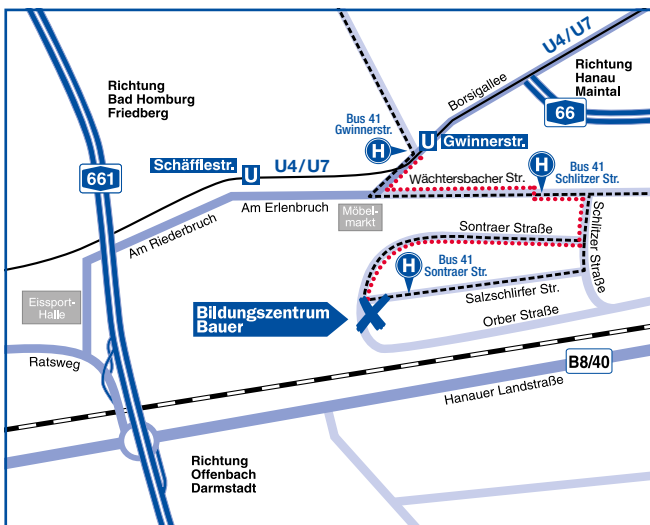 U4/U7
Richtung
Hanau
Maintal
Richtung
Bad Homburg
Friedberg
Borsigallee
66
Bus 41
Gwinnerstr.
H
U
Gwinnerstr.
Schäfflestr.
U
U4/U7
661
Wächtersbacher Str.
H
Bus 41
Schlitzer Str.
Am Erlenbruch
Möbel-
markt
Am Riederbruch
Sontraer Straße
Schlitzer Straße
H
Bus 41
Sontraer Str.
Eissport-
Halle
Salzschlirfer Str.
Bildungszentrum
Bauer
Orber Straße
Ratsweg
B8/40
Hanauer Landstraße
Richtung
Offenbach
Darmstadt